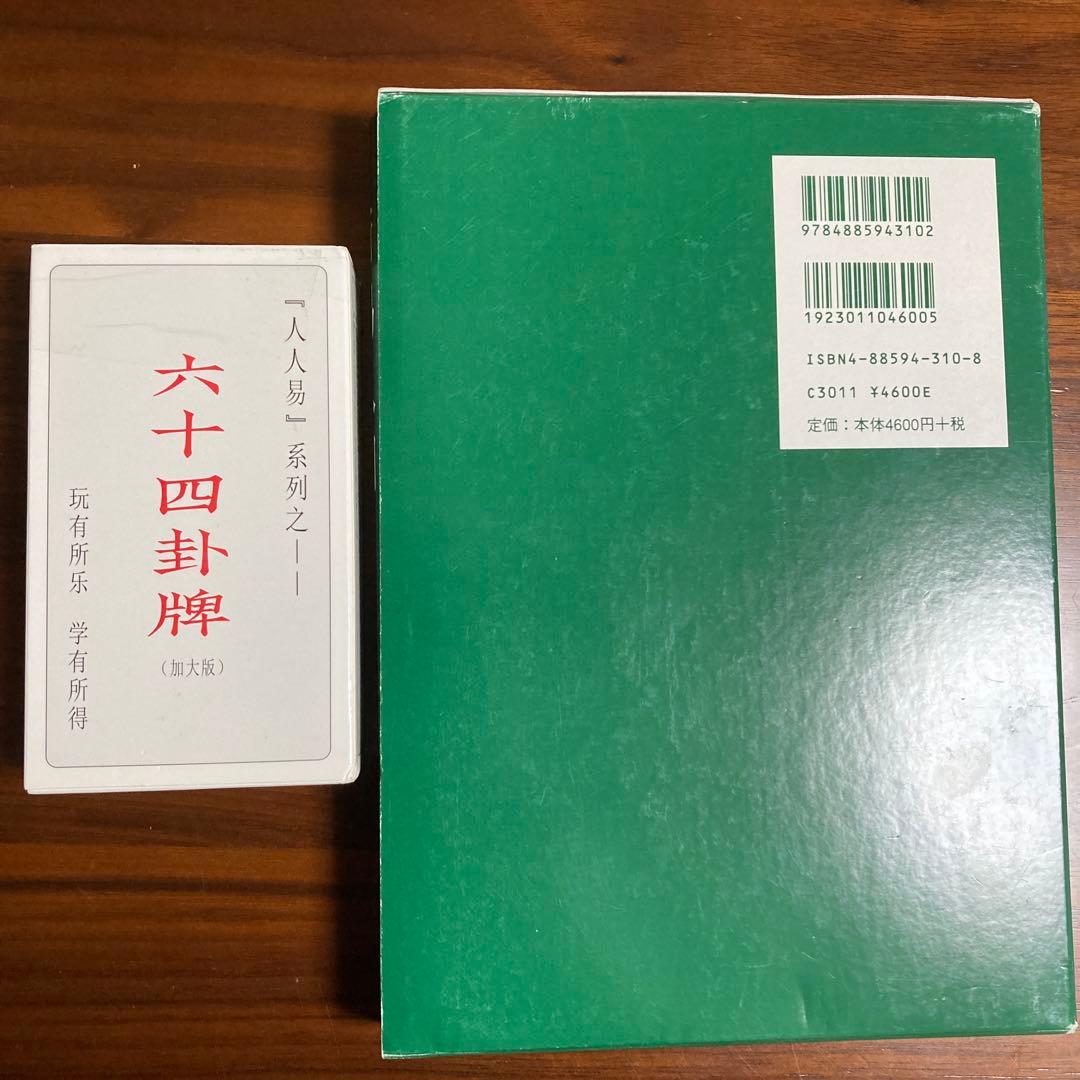 『人人易』系列之——
六十四卦牌
（加大版）
玩有所乐 学有所得
9784885943102
1923011046005
ISBN4-88594-310-8
C3011 ¥4600E
定価：本体4600円＋税